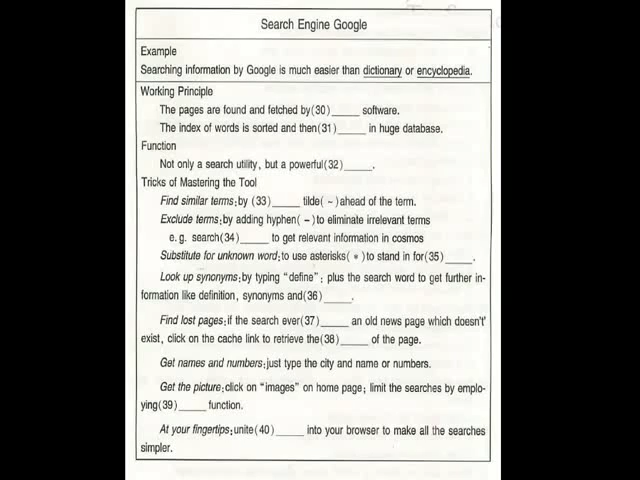 Search Engine Google
Example
Searching information by Google is much easier than dictionary or encyclopedia.
Working Principle
The pages are found and fetched by(30)_____ software.
The index of words is sorted and then(31)_____ in huge database.
Function
Not only a search utility, but a powerful(32)_____.
Tricks of Mastering the Tool
Find similar terms:by (33)_____ tilde( ~ )ahead of the term.
Exclude terms:by adding hyphen( - )to eliminate irrelevant terms
e. g. search(34)_____ to get relevant information in cosmos
Substitute for unknown word:to use asterisks( * )to stand in for(35)_____.
Look up synonyms:by typing "define"; plus the search word to get further in-
formation like definition, synonyms and(36)_____.
Find lost pages:if the search ever(37)_____ an old news page which doesn't'
exist, click on the cache link to retrieve the(38)_____ of the page.
Get names and numbers:just type the city and name or numbers.
Get the picture:click on "images" on home page; limit the searches by emplo-
ying(39)_____ function.
At your fingertips:unite(40)_____ into your browser to make all the searches
simpler.